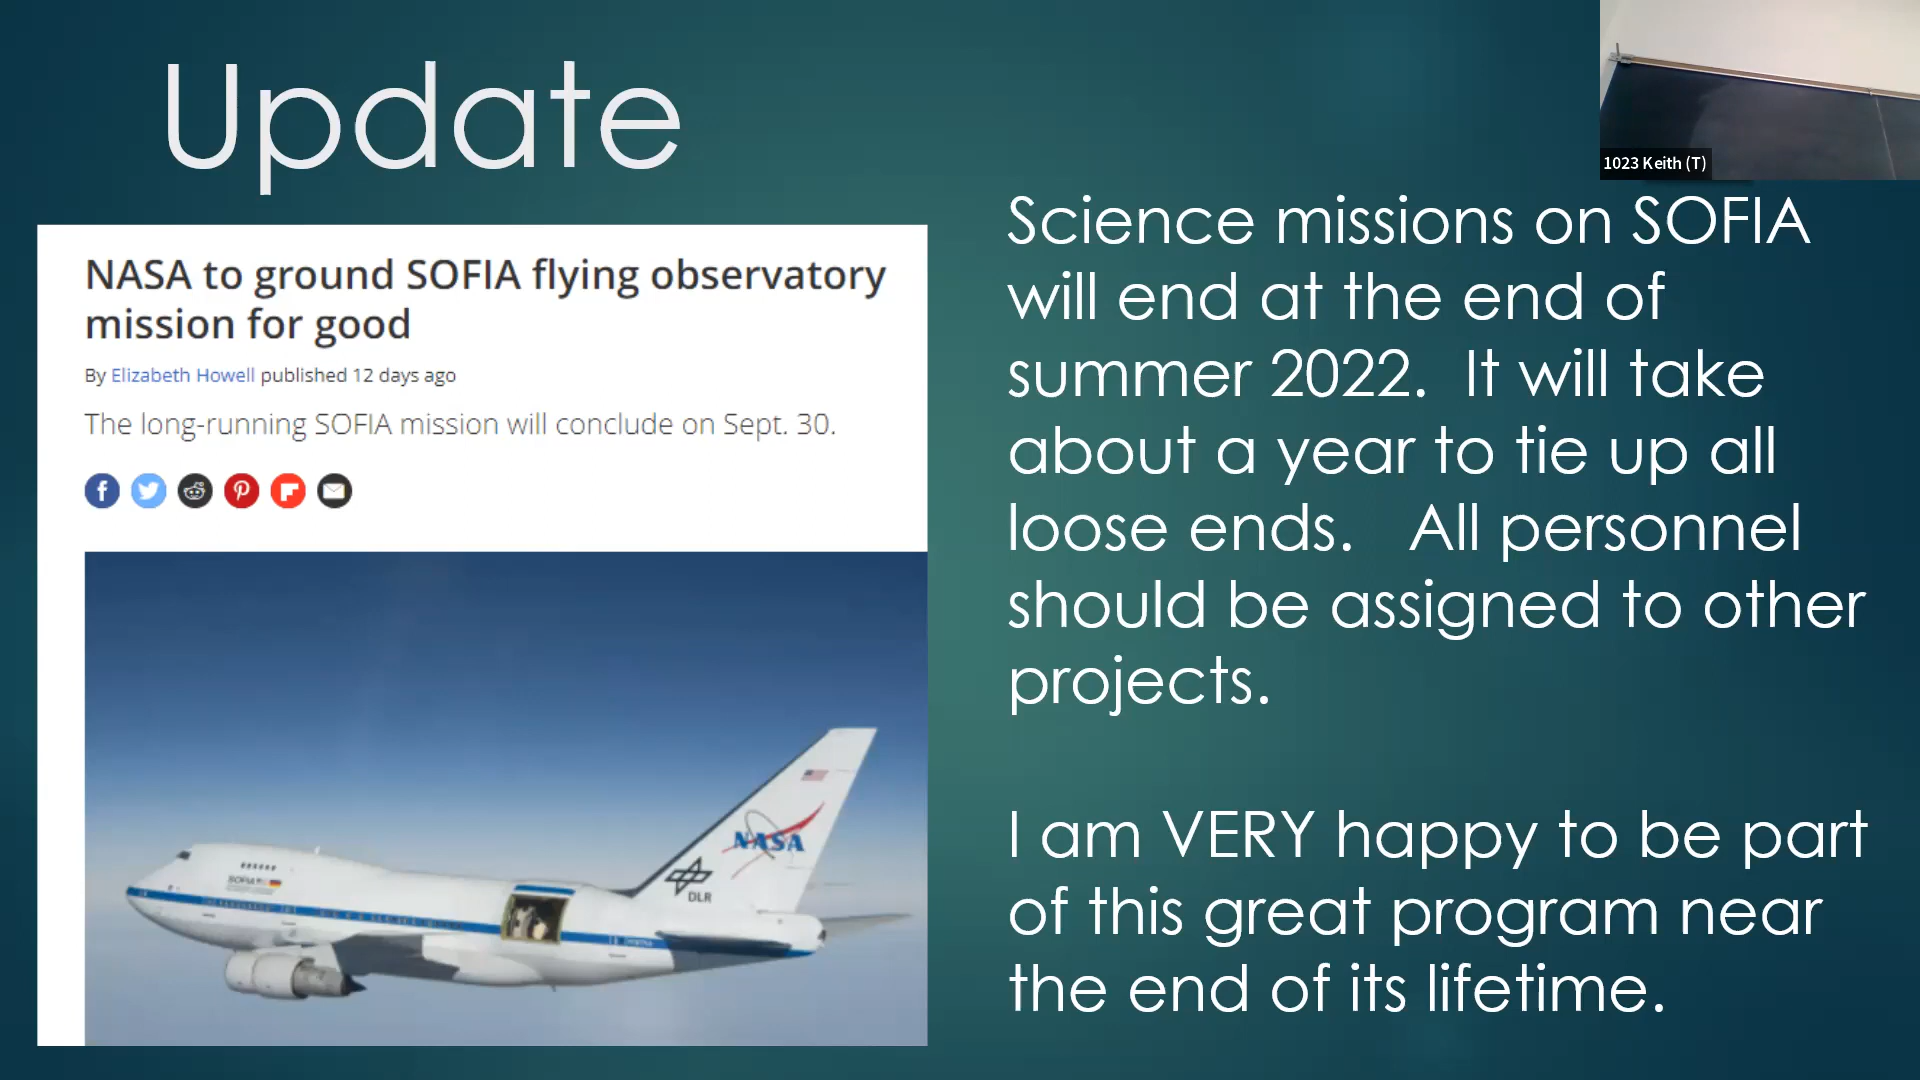 Update
1023 Keith (T)
NASA to ground SOFIA flying observatory
mission for good
By Elizabeth Howell published 12 days ago
The long-running SOFIA mission will conclude on Sept. 30.
SOFIA
NASA
DLR
Science missions on SOFIA
will end at the end of
summer 2022. It will take
about a year to tie up all
loose ends. All personnel
should be assigned to other
projects.
I am VERY happy to be part
of this great program near
the end of its lifetime.